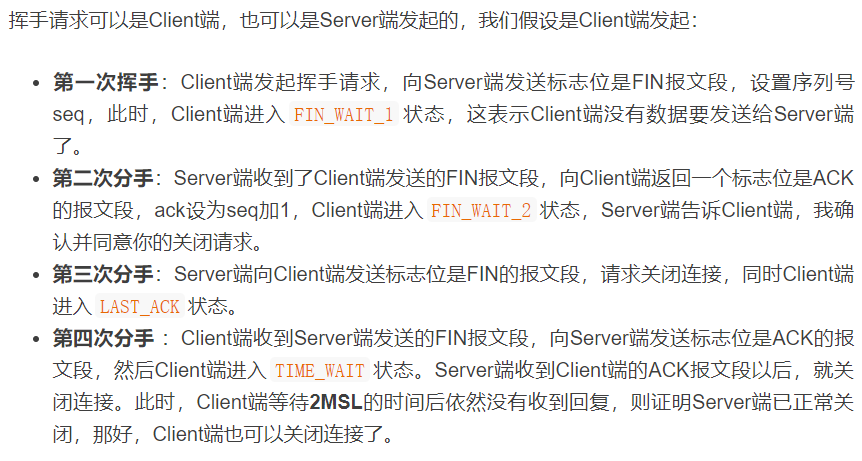 挥手请求可以是Client端，也可以是Server端发起的，我们假设是Client端发起：
• 第一次挥手：Client端发起挥手请求，向Server端发送标志位是FIN报文段，设置序列号
seq，此时，Client端进入 FIN_WAIT_1 状态，这表示Client端没有数据要发送给Server端
了。
• 第二次分手：Server端收到了Client端发送的FIN报文段，向Client端返回一个标志位是ACK
的报文段，ack设为seq加1，Client端进入 FIN_WAIT_2 状态，Server端告诉Client端，我确
认并同意你的关闭请求。
• 第三次分手：Server端向Client端发送标志位是FIN的报文段，请求关闭连接，同时Client端
进入 LAST_ACK 状态。
• 第四次分手 ：Client端收到Server端发送的FIN报文段，向Server端发送标志位是ACK的报
文段，然后Client端进入 TIME_WAIT 状态。Server端收到Client端的ACK报文段以后，就关
闭连接。此时，Client端等待2MSL的时间后依然没有收到回复，则证明Server端已正常关
闭，那好，Client端也可以关闭连接了。